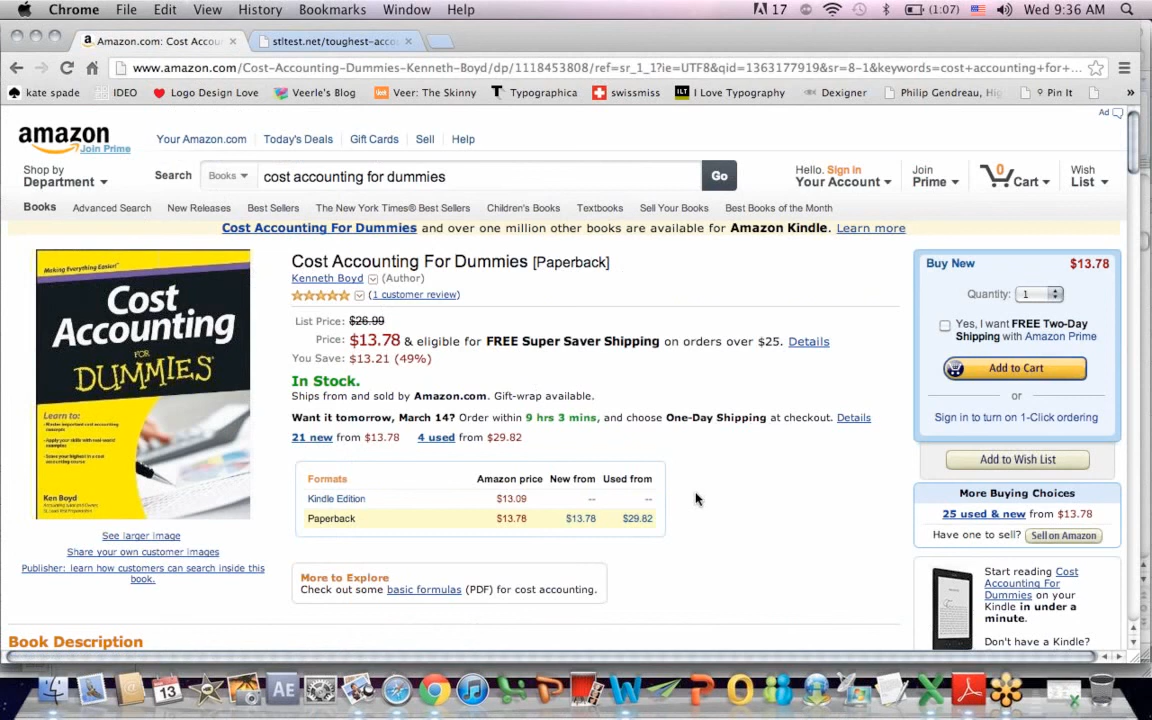 Chrome File Edit View History Bookmarks Window Help 17 (1:07) Wed 9:36 AM
Amazon.com: Cost Accou stltest.net/toughest-acco
www.amazon.com/Cost-Accounting-Dummies-Kenneth-Boyd/dp/1118453808/ref=sr_1_1?ie=UTF8&qid=1363177919&sr=8-1&keywords=cost+accounting+for+...
kate spade IDEO Logo Design Love Veerle's Blog Veer: The Skinny Typographica swissmiss I Love Typography Dexigner Philip Gendreau, Hig Pin It »
Ad
amazon
Join Prime
Your Amazon.com Today's Deals Gift Cards Sell Help
Shop by
Department
Search Books cost accounting for dummies Go
Hello. Sign in
Your Account
Join
Prime
0
Cart
Wish
List
Books Advanced Search New Releases Best Sellers The New York Times® Best Sellers Children's Books Textbooks Sell Your Books Best Books of the Month
Cost Accounting For Dummies and over one million other books are available for Amazon Kindle. Learn more
Making Everything Easier!
Cost
Accounting
FOR
DUMMIES
Learn to:
Ken Boyd
See larger image
Share your own customer images
Publisher: learn how customers can search inside this
book.
Cost Accounting For Dummies [Paperback]
Kenneth Boyd (Author)
(1 customer review)
List Price: $26.99
Price: $13.78 & eligible for FREE Super Saver Shipping on orders over $25. Details
You Save: $13.21 (49%)
In Stock.
Ships from and sold by Amazon.com. Gift-wrap available.
Want it tomorrow, March 14? Order within 9 hrs 3 mins, and choose One-Day Shipping at checkout. Details
21 new from $13.78 4 used from $29.82
Formats Amazon price New from Used from
Kindle Edition $13.09 -- --
Paperback $13.78 $13.78 $29.82
More to Explore
Check out some basic formulas (PDF) for cost accounting.
Book Description
Buy New $13.78
Quantity: 1
Yes, I want FREE Two-Day
Shipping with Amazon Prime
Add to Cart
or
Sign in to turn on 1-Click ordering
Add to Wish List
More Buying Choices
25 used & new from $13.78
Have one to sell? Sell on Amazon
Start reading Cost
Accounting For
Dummies on your
Kindle in under a
minute.
Don't have a Kindle?
13 AE